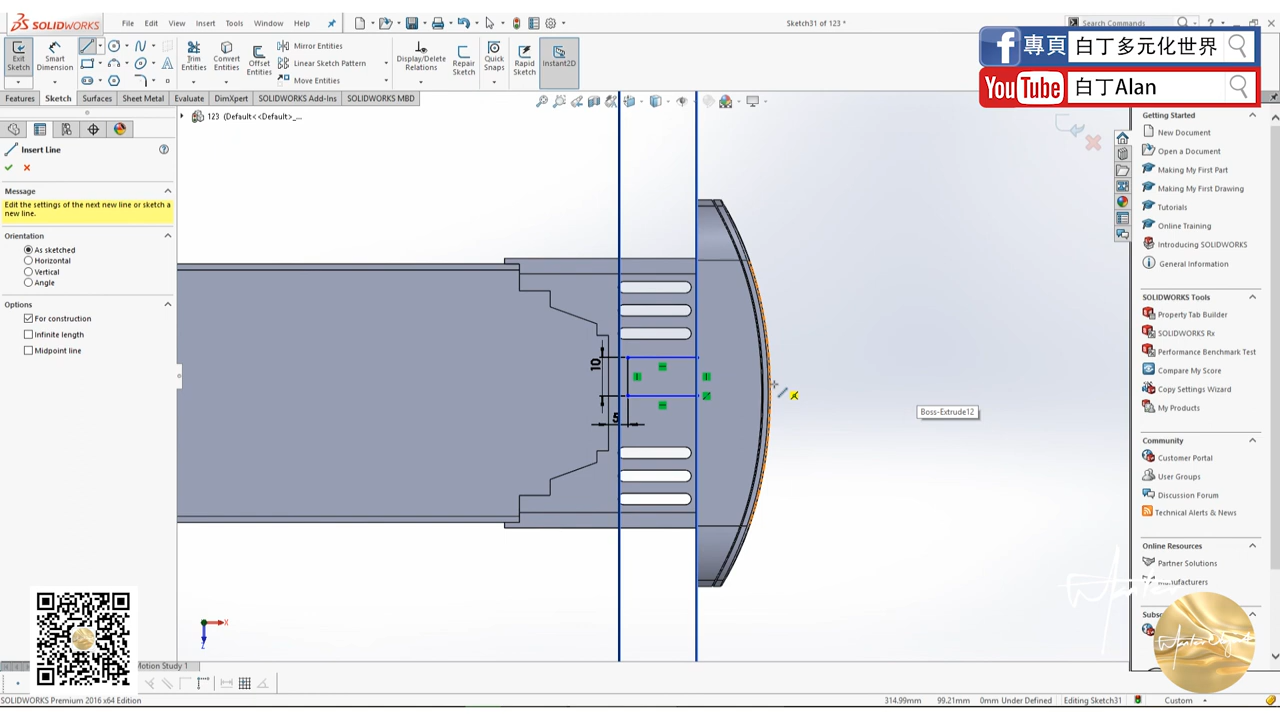 SOLIDWORKS
File Edit View Insert Tools Window Help
Sketch31 of 123 *
Search Commands
Exit Sketch
Smart Dimension
Trim Entities
Convert Entities
Offset Entities
Mirror Entities
Linear Sketch Pattern
Move Entities
Display/Delete Relations
Repair Sketch
Quick Snaps
Rapid Sketch
Instant2D
專頁 白丁多元化世界
YouTube 白丁Alan
Features Sketch Surfaces Sheet Metal Evaluate DimXpert SOLIDWORKS Add-Ins SOLIDWORKS MBD
123 (Default<<Default>_...
Insert Line
Message
Edit the settings of the next new line or sketch a new line.
Orientation
As sketched
Horizontal
Vertical
Angle
Options
For construction
Infinite length
Midpoint line
10
5
Boss-Extrude12
X
Z
Getting Started
New Document
Open a Document
Making My First Part
Making My First Drawing
Tutorials
Online Training
Introducing SOLIDWORKS
General Information
SOLIDWORKS Tools
Property Tab Builder
SOLIDWORKS Rx
Performance Benchmark Test
Compare My Score
Copy Settings Wizard
My Products
Community
Customer Portal
User Groups
Discussion Forum
Technical Alerts & News
Online Resources
Partner Solutions
Motion Study 1
SOLIDWORKS Premium 2016 x64 Edition
314.99mm 99.21mm 0mm Under Defined Editing Sketch31 Custom